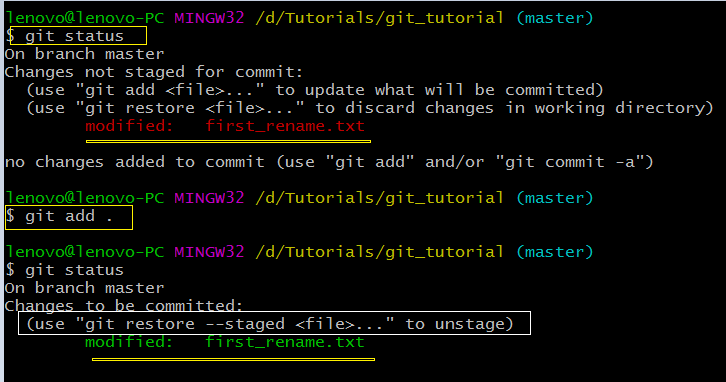 lenovo@lenovo-PC MINGW32 /d/Tutorials/git_tutorial (master)
$ git status
On branch master
Changes not staged for commit:
  (use "git add <file>..." to update what will be committed)
  (use "git restore <file>..." to discard changes in working directory)
        modified:   first_rename.txt
no changes added to commit (use "git add" and/or "git commit -a")
lenovo@lenovo-PC MINGW32 /d/Tutorials/git_tutorial (master)
$ git add .
lenovo@lenovo-PC MINGW32 /d/Tutorials/git_tutorial (master)
$ git status
On branch master
Changes to be committed:
  (use "git restore --staged <file>..." to unstage)
        modified:   first_rename.txt